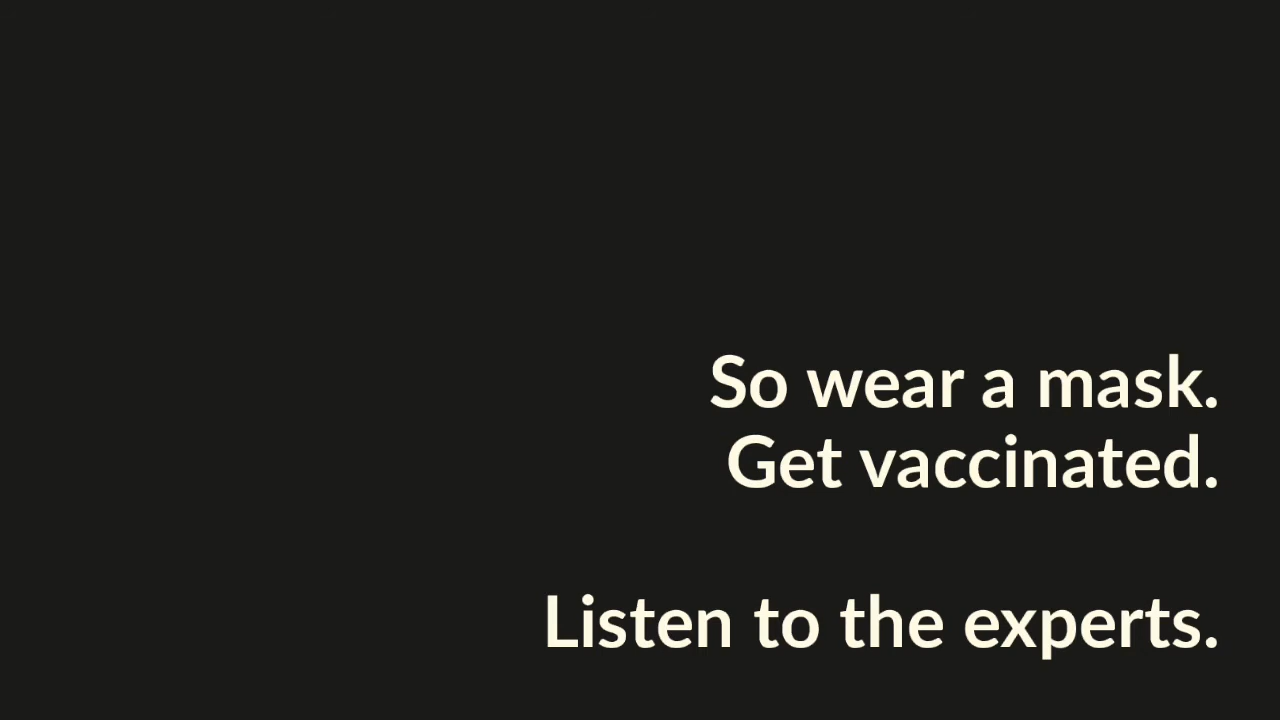 So wear a mask.
Get vaccinated.
Listen to the experts.